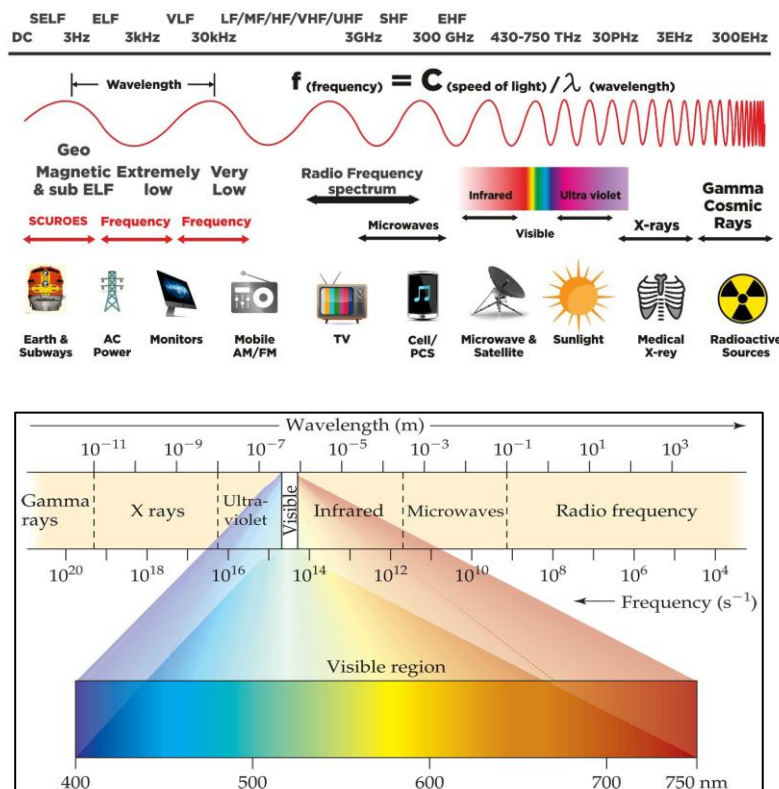 SELF ELF VLF LF/MF/HF/VHF/UHF SHF EHF
DC 3Hz 3kHz 30kHz 3GHz 300 GHz 430-750 THz 30PHz 3EHz 300EHz
Wavelength
f (frequency) = C (speed of light) / λ (wavelength)
Geo
Magnetic Extremely Very
& sub ELF low Low
Radio Frequency
spectrum
Infrared Ultra violet
Gamma
Cosmic
Rays
SCUROES Frequency Frequency
Microwaves
Visible
X-rays
Earth & AC Monitors Mobile TV Cell/ Microwave & Sunlight Medical Radioactive
Subways Power AM/FM PCS Satellite X-rey Sources
Wavelength (m)
10⁻¹¹ 10⁻⁹ 10⁻⁷ 10⁻⁵ 10⁻³ 10⁻¹ 10¹ 10³
Gamma rays
X rays
Ultra-
violet
Visible
Infrared
Microwaves
Radio frequency
10²⁰ 10¹⁸ 10¹⁶ 10¹⁴ 10¹² 10¹⁰ 10⁸ 10⁶ 10⁴
Frequency (s⁻¹)
Visible region
400 500 600 700 750 nm